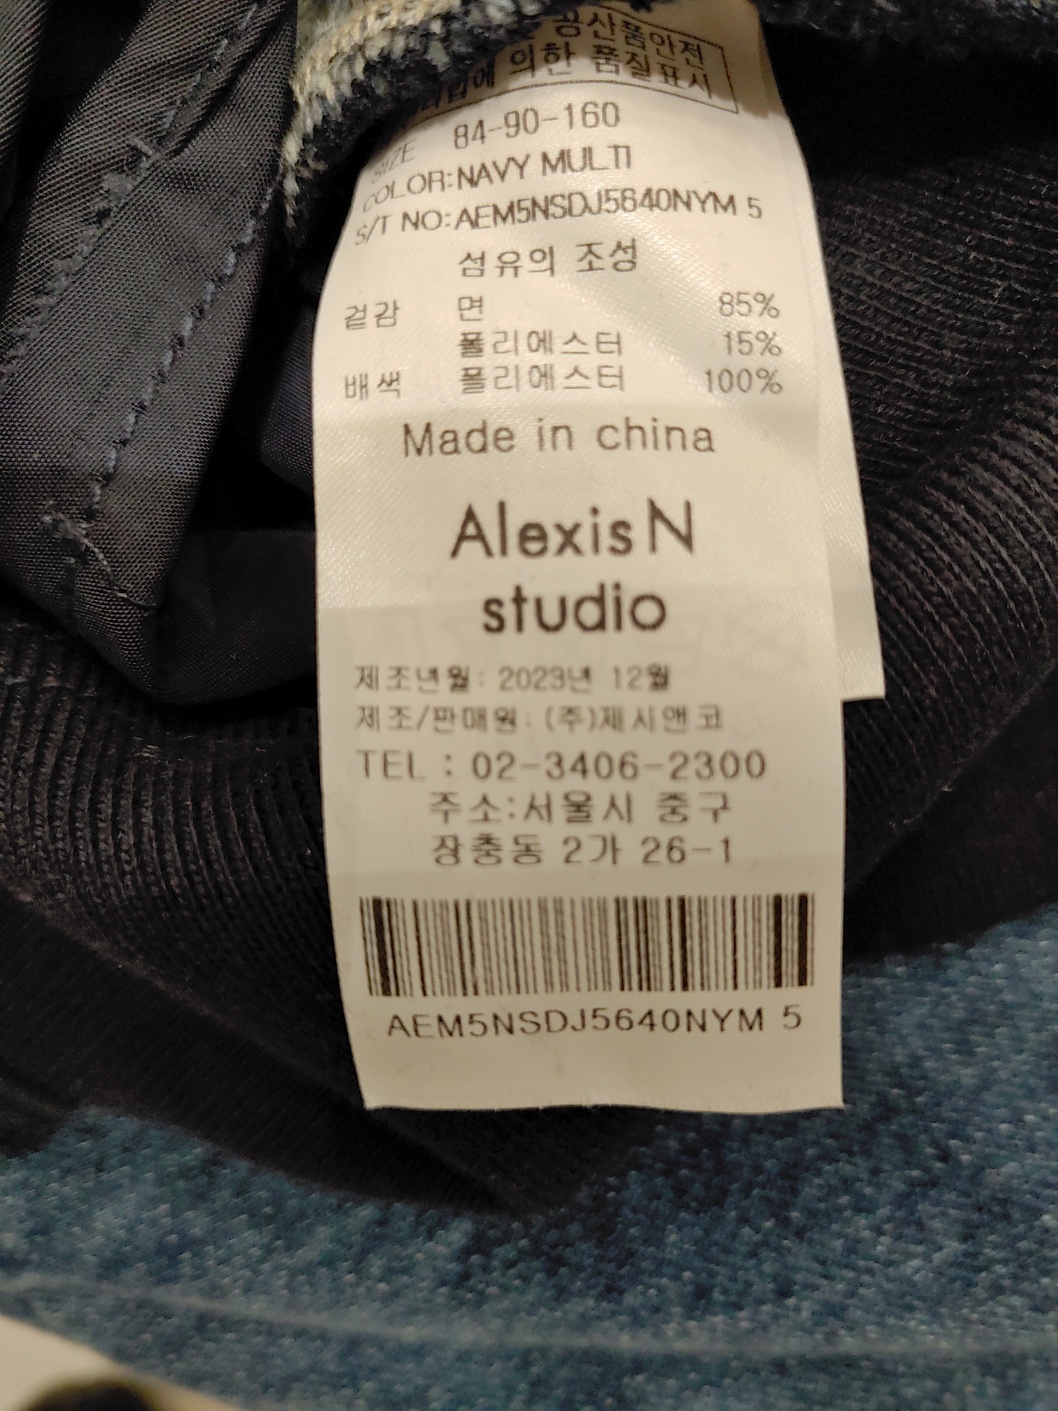 공산품안전
의한 품질표시
SIZE 84-90-160
COLOR:NAVY MULTI
S/T NO:AEM5NSDJ5640NYM 5
섬유의 조성
겉감 면 85%
폴리에스터 15%
배색 폴리에스터 100%
Made in china
AlexisN
studio
제조년월: 2023년 12월
제조/판매원: (주)제시앤코
TEL : 02-3406-2300
주소:서울시 중구
장충동 2가 26-1
AEM5NSDJ5640NYM 5